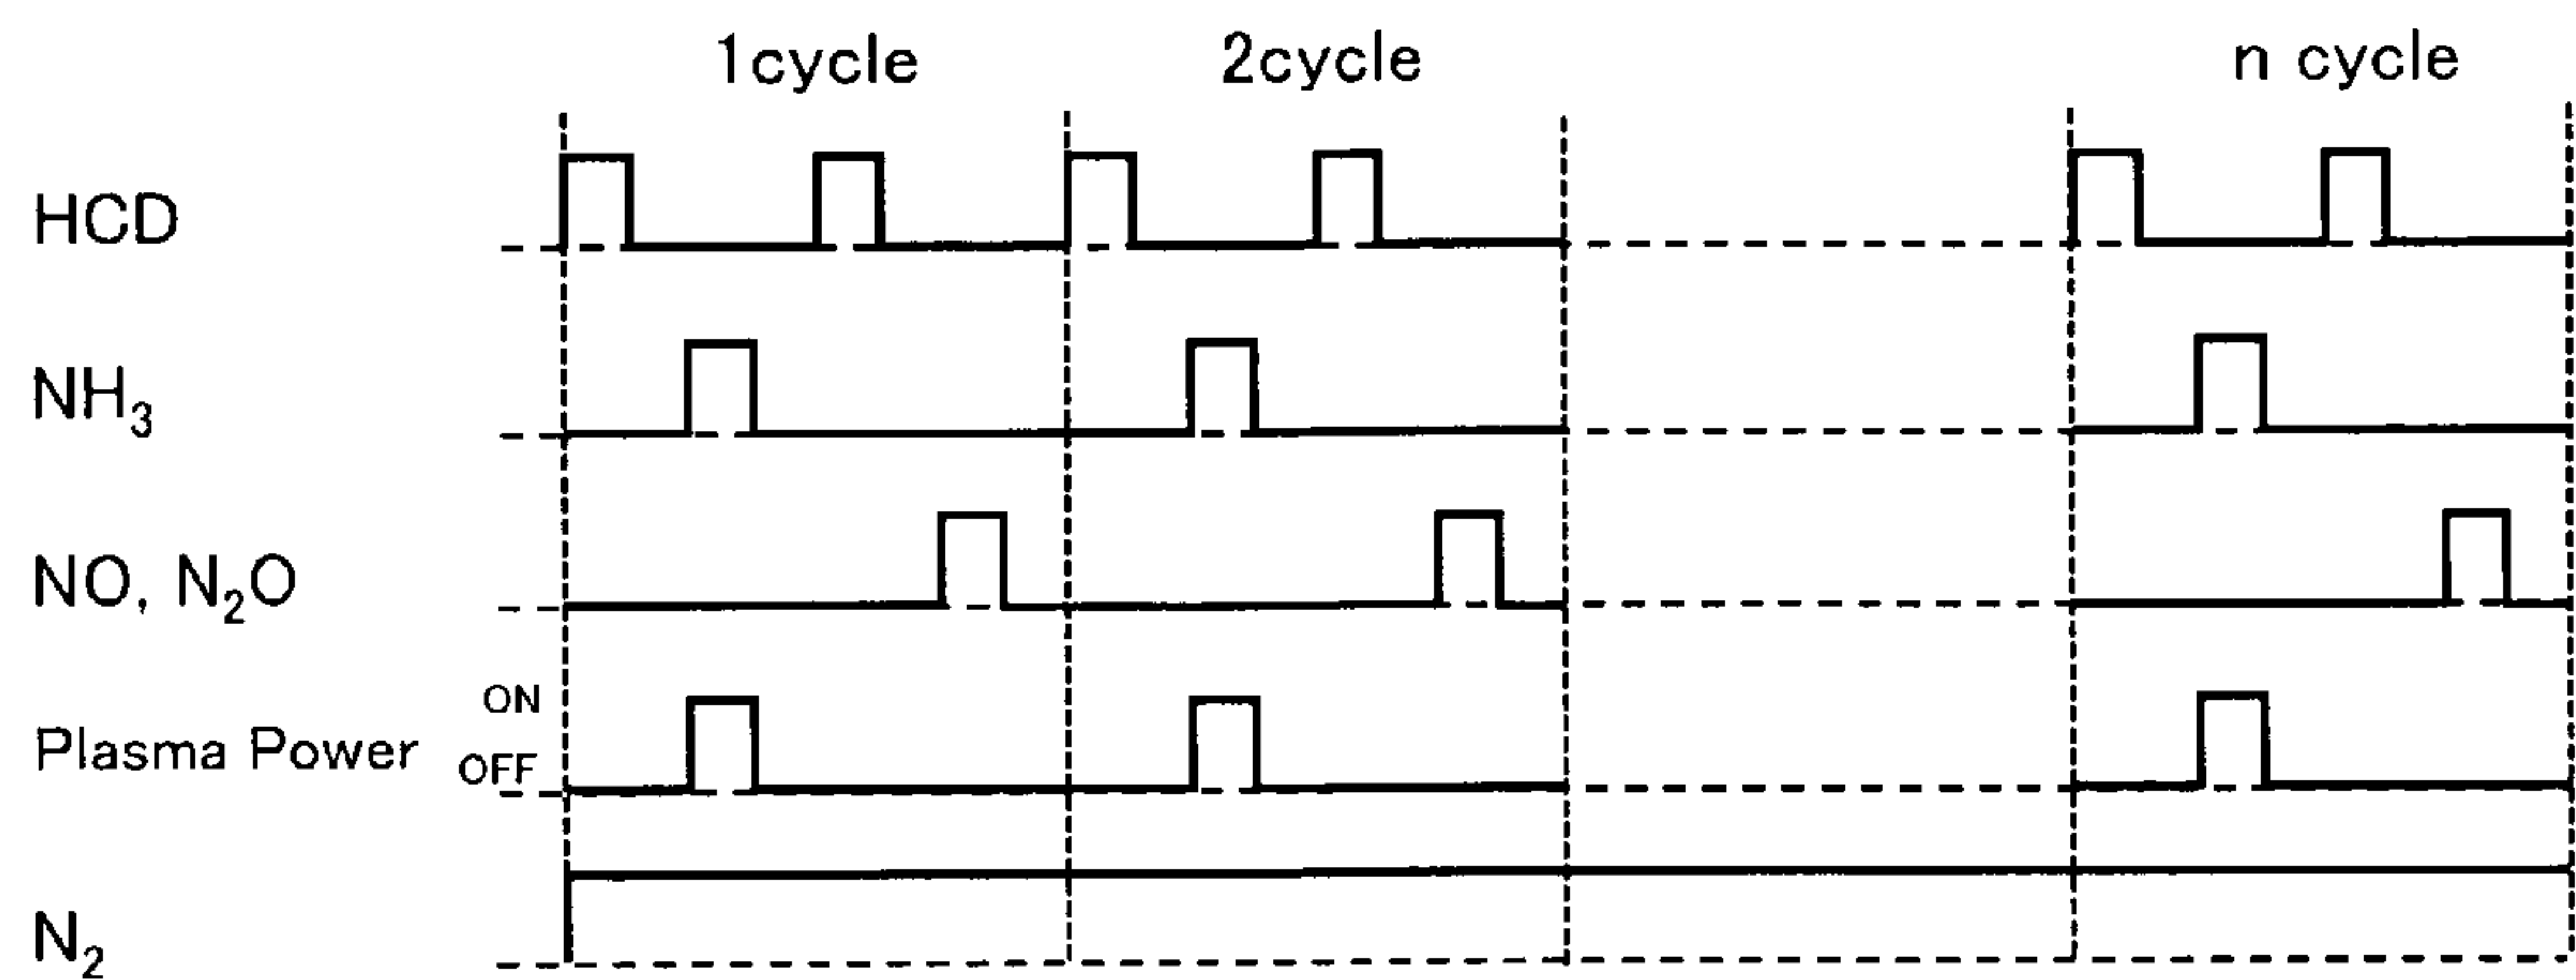 1cycle 2cycle n cycle
HCD
NH₃
NO, N₂O
ON
Plasma Power
OFF
N₂